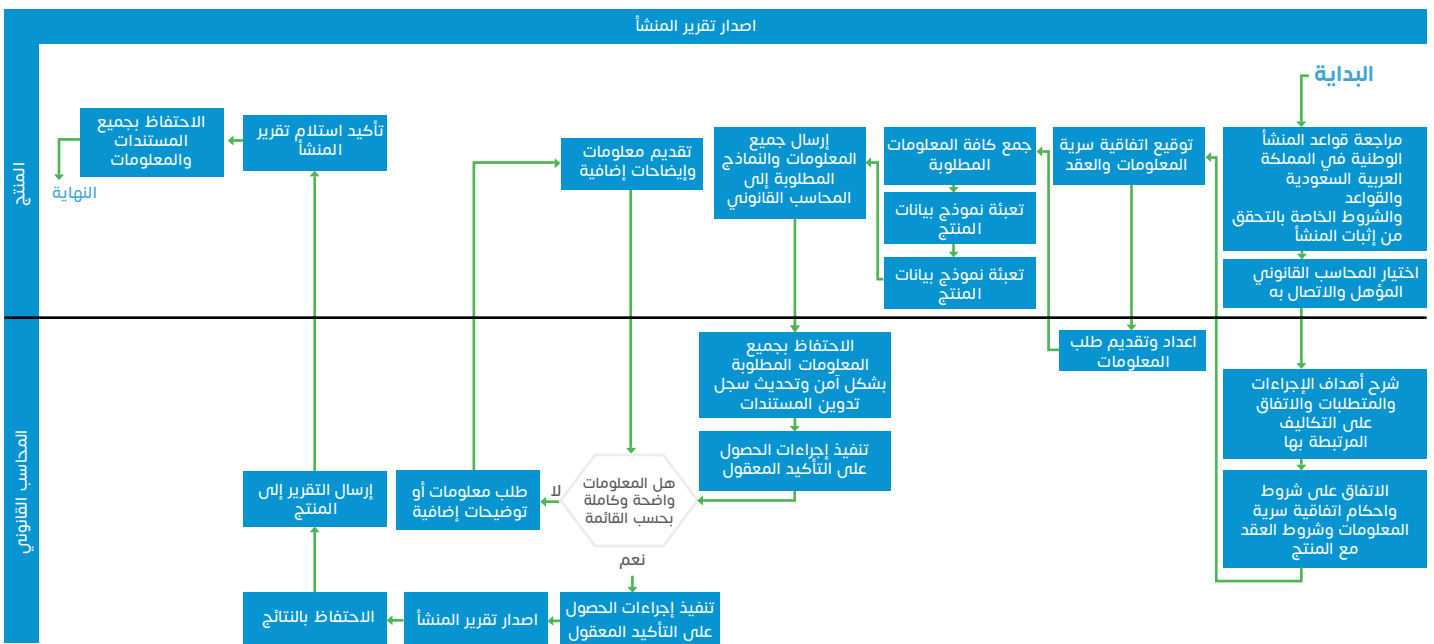 اصدار تقرير المنشأ
المنتج
البداية
مراجعة قواعد المنشأ
الوطنية في المملكة
العربية السعودية
والقواعد
والشروط الخاصة بالتحقق
من إثبات المنشأ
اختيار المحاسب القانوني
المؤهل والاتصال به
توقيع اتفاقية سرية
المعلومات والعقد
جمع كافة المعلومات
المطلوبة
تعبئة نموذج بيانات
المنتج
تعبئة نموذج بيانات
المنتج
إرسال جميع
المعلومات والنماذج
المطلوبة إلى
المحاسب القانوني
تقديم معلومات
وإيضاحات إضافية
تأكيد استلام تقرير
المنشأ
الاحتفاظ بجميع
المستندات
والمعلومات
النهاية
المحاسب القانوني
شرح أهداف الإجراءات
والمتطلبات والاتفاق
على التكاليف
المرتبطة بها
الاتفاق على شروط
واحكام اتفاقية سرية
المعلومات وشروط العقد
مع المنتج
اعداد وتقديم طلب
المعلومات
الاحتفاظ بجميع
المعلومات المطلوبة
بشكل آمن وتحديث سجل
تدوين المستندات
تنفيذ إجراءات الحصول
على التأكيد المعقول
هل المعلومات
واضحة وكاملة
بحسب القائمة
لا
طلب معلومات أو
توضيحات إضافية
نعم
تنفيذ إجراءات الحصول
على التأكيد المعقول
اصدار تقرير المنشأ
الاحتفاظ بالنتائج
إرسال التقرير إلى
المنتج